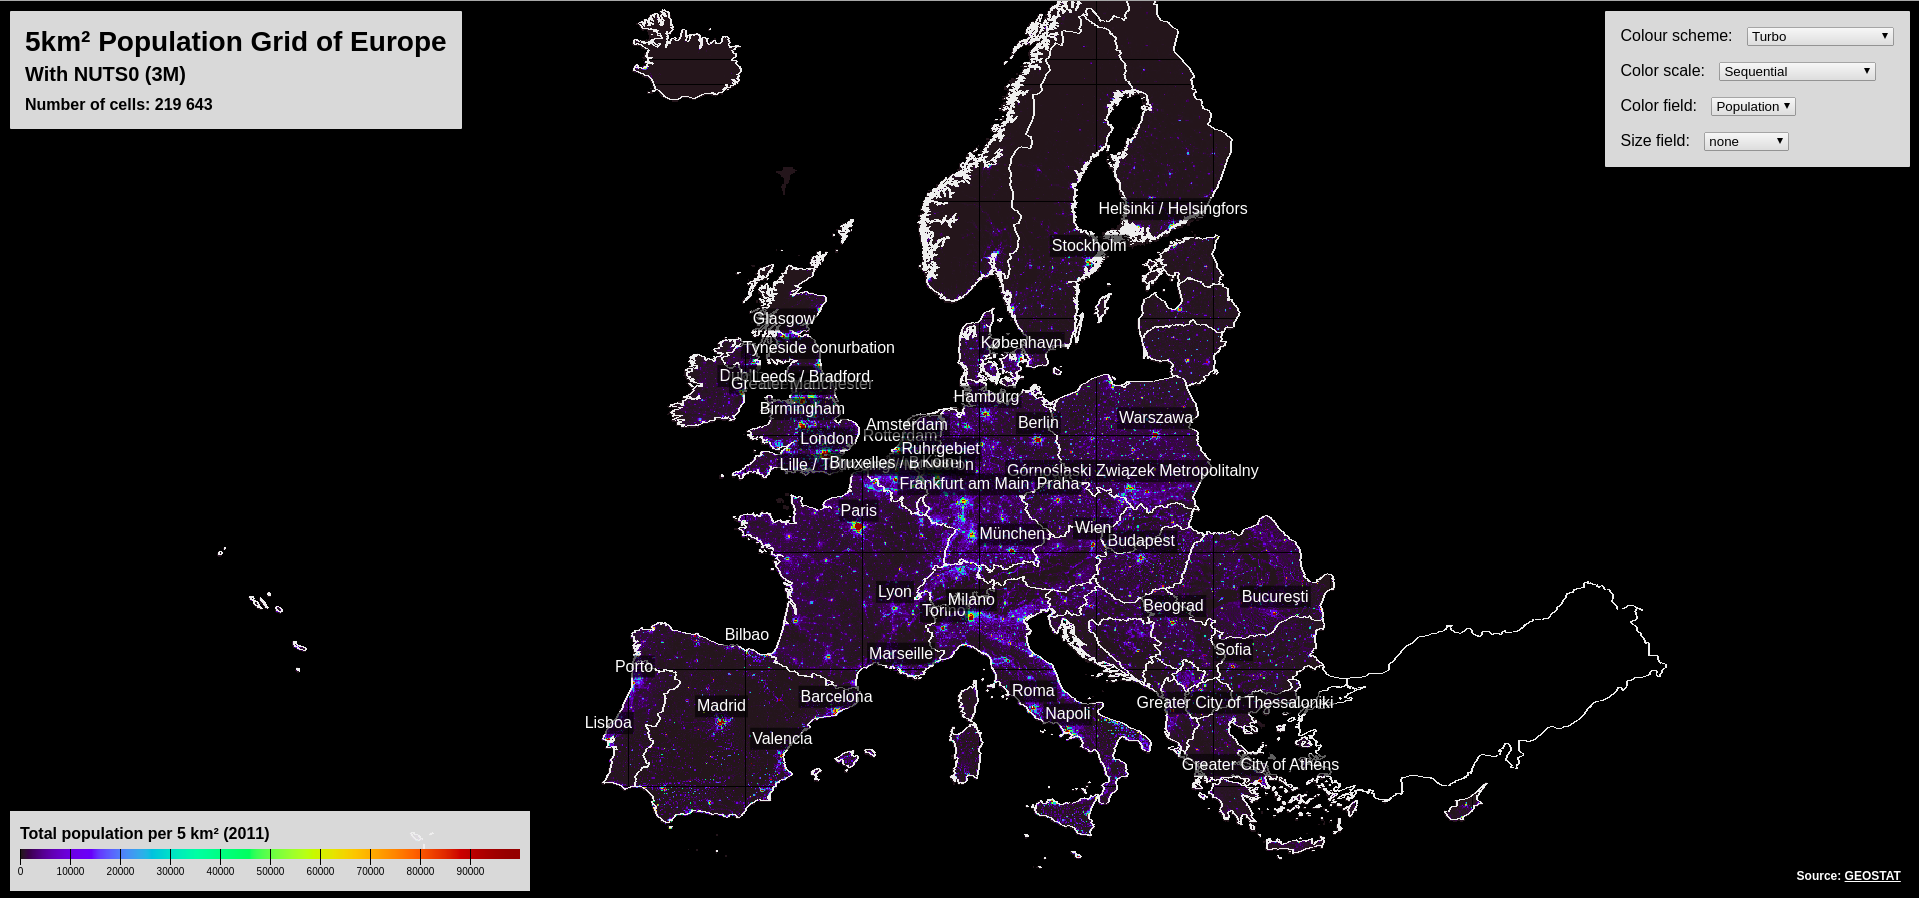 5km² Population Grid of Europe
With NUTS0 (3M)
Number of cells: 219 643
Colour scheme: Turbo
Color scale: Sequential
Color field: Population
Size field: none
Helsinki / Helsingfors
Stockholm
Glasgow
København
Tyneside conurbation
Leeds / Bradford
Greater Manchester
Hamburg
Birmingham
Warszawa
Berlin
Amsterdam
Rotterdam
London
Ruhrgebiet
Lille /
Bruxelles /
Köln
Górnośląski Związek Metropolitalny
Frankfurt am Main
Praha
Paris
Wien
München
Budapest
Lyon
Milano
Torino
Bucureşti
Beograd
Bilbao
Sofia
Marseille
Porto
Roma
Barcelona
Greater City of Thessaloniki
Madrid
Napoli
Lisboa
Valencia
Greater City of Athens
Total population per 5 km² (2011)
0 10000 20000 30000 40000 50000 60000 70000 80000 90000
Source: GEOSTAT